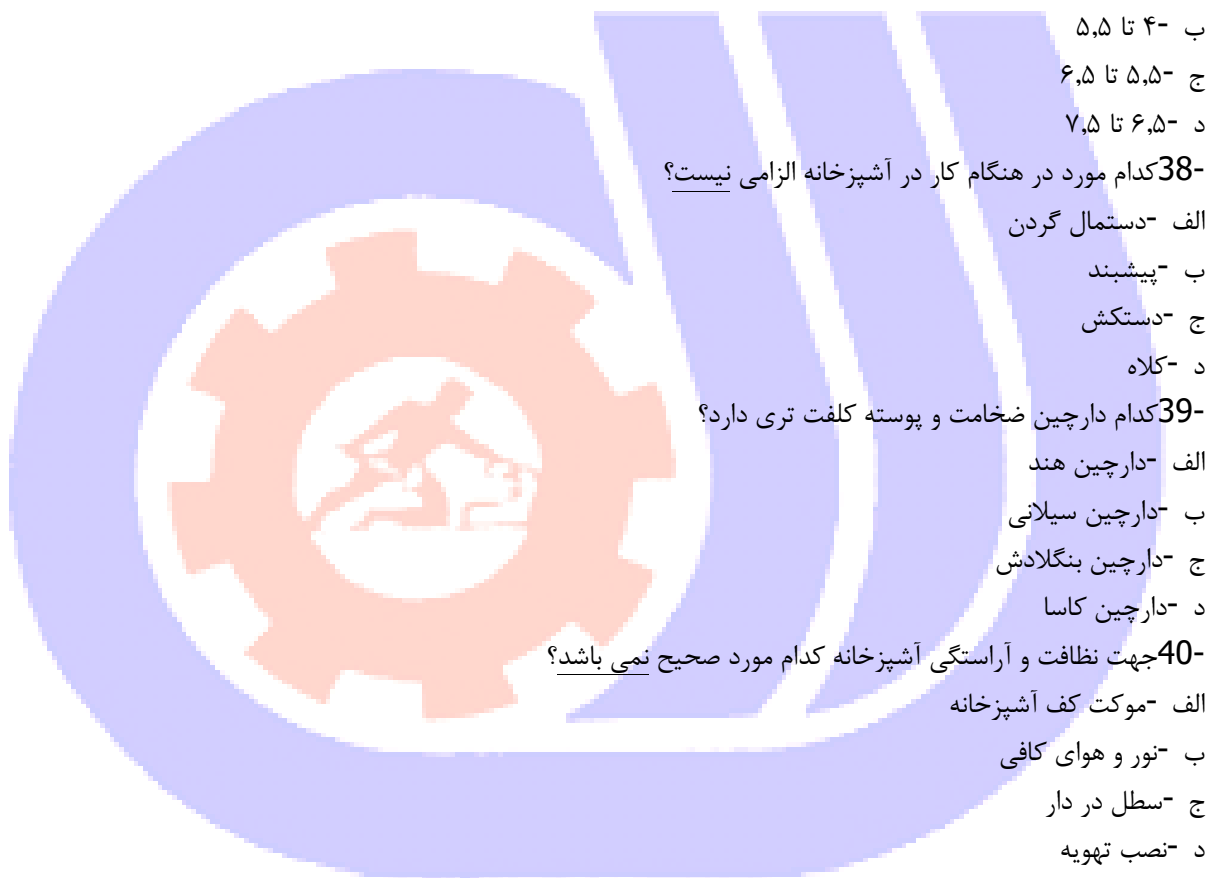 ب -۴ تا ۵,۵
ج -۵,۵ تا ۶,۵
د -۶,۵ تا ۷,۵
-38کدام مورد در هنگام کار در آشپزخانه الزامی نیست؟
الف -دستمال گردن
ب -پیشبند
ج -دستکش
د -کلاه
-39کدام دارچین ضخامت و پوسته کلفت تری دارد؟
الف -دارچین هند
ب -دارچین سیلانی
ج -دارچین بنگلادش
د -دارچین کاسا
-40جهت نظافت و آراستگی آشپزخانه کدام مورد صحیح نمی باشد؟
الف -موکت کف آشپزخانه
ب -نور و هوای کافی
ج -سطل در دار
د -نصب تهویه